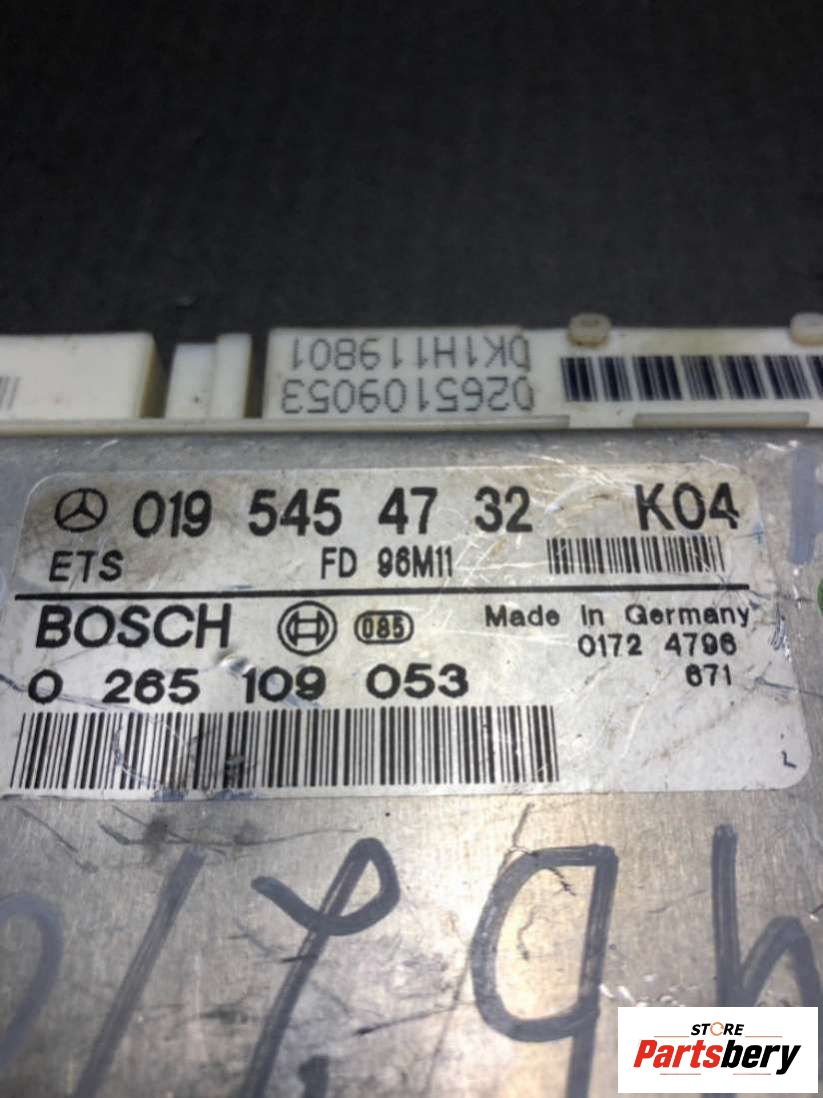 DK1H119801
0265109053
019 545 47 32 K04
ETS FD 96M11
BOSCH 085 Made in Germany
0172 4796
0 265 109 053 671
STORE
Partsbery